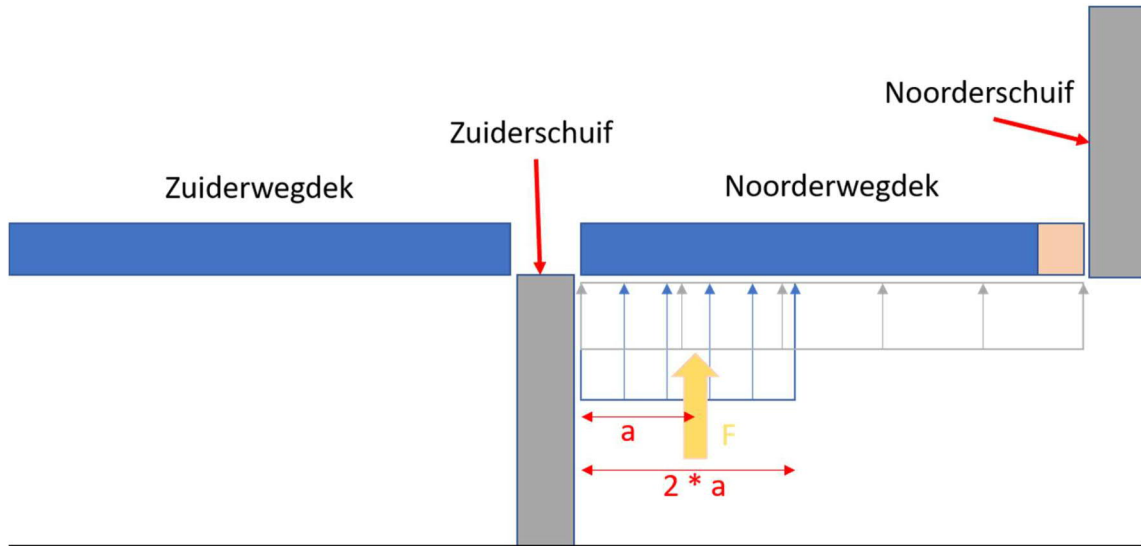 Noorderschuif
Zuiderschuif
Zuiderwegdek
Noorderwegdek
a
F
2 * a